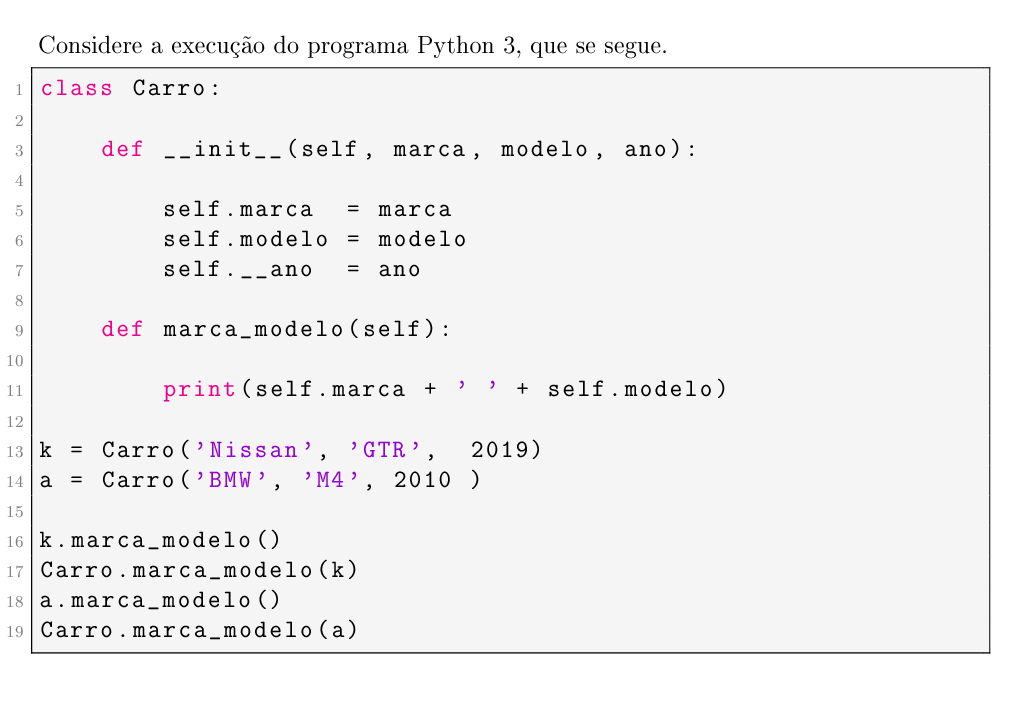 Considere a execução do programa Python 3, que se segue.
1 class Carro:
2
3     def __init__(self, marca, modelo, ano):
4
5         self.marca  = marca
6         self.modelo = modelo
7         self.__ano  = ano
8
9     def marca_modelo(self):
10
11         print(self.marca + ' ' + self.modelo)
12
13 k = Carro('Nissan', 'GTR',  2019)
14 a = Carro('BMW', 'M4', 2010 )
15
16 k.marca_modelo()
17 Carro.marca_modelo(k)
18 a.marca_modelo()
19 Carro.marca_modelo(a)